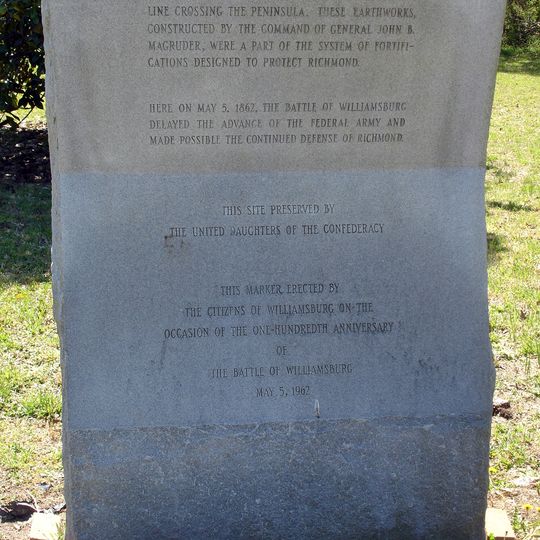 LINE CROSSING THE PENINSULA. THESE EARTHWORKS,
CONSTRUCTED BY THE COMMAND OF GENERAL JOHN B.
MAGRUDER, WERE A PART OF THE SYSTEM OF FORTIFI-
CATIONS DESIGNED TO PROTECT RICHMOND.
HERE ON MAY 5, 1862, THE BATTLE OF WILLIAMSBURG
DELAYED THE ADVANCE OF THE FEDERAL ARMY AND
MADE POSSIBLE THE CONTINUED DEFENSE OF RICHMOND.
THIS SITE PRESERVED BY
THE UNITED DAUGHTERS OF THE CONFEDERACY
THIS MARKER ERECTED BY
THE CITIZENS OF WILLIAMSBURG ON THE
OCCASION OF THE ONE-HUNDREDTH ANNIVERSARY
OF
THE BATTLE OF WILLIAMSBURG
MAY 5, 1962